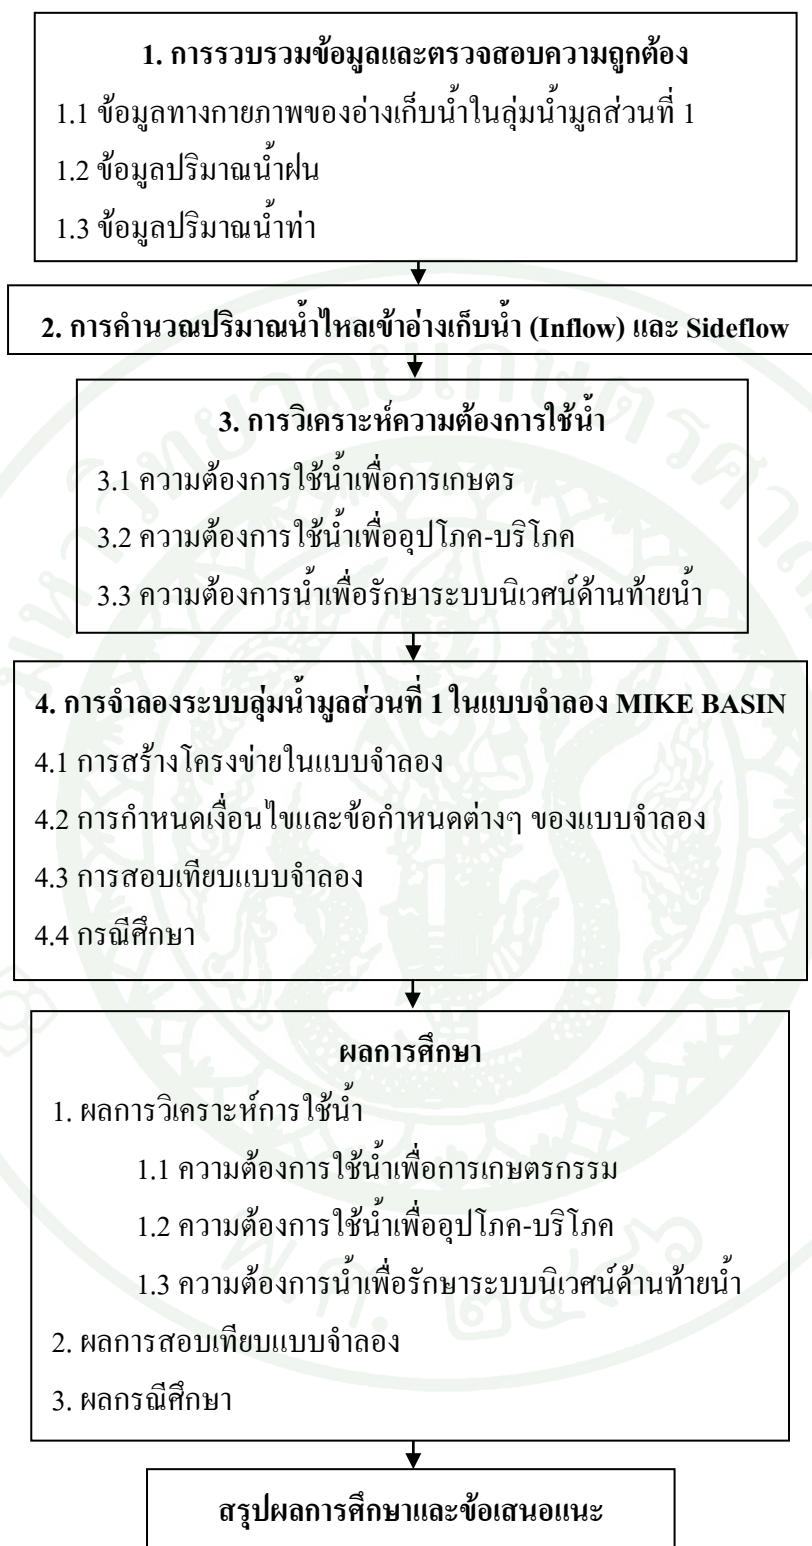 1. การรวบรวมข้อมูลและตรวจสอบความถูกต้อง
1.1 ข้อมูลทางกายภาพของอ่างเก็บน้ำในลุ่มน้ำมูลส่วนที่ 1
1.2 ข้อมูลปริมาณน้ำฝน
1.3 ข้อมูลปริมาณน้ำท่า
2. การคำนวณปริมาณน้ำไหลเข้าอ่างเก็บน้ำ (Inflow) และ Sideflow
3. การวิเคราะห์ความต้องการใช้น้ำ
3.1 ความต้องการใช้น้ำเพื่อการเกษตร
3.2 ความต้องการใช้น้ำเพื่ออุปโภค-บริโภค
3.3 ความต้องการน้ำเพื่อรักษาระบบนิเวศน์ด้านท้ายน้ำ
4. การจำลองระบบลุ่มน้ำมูลส่วนที่ 1 ในแบบจำลอง MIKE BASIN
4.1 การสร้างโครงข่ายในแบบจำลอง
4.2 การกำหนดเงื่อนไขและข้อกำหนดต่างๆ ของแบบจำลอง
4.3 การสอบเทียบแบบจำลอง
4.4 กรณีศึกษา
ผลการศึกษา
1. ผลการวิเคราะห์การใช้น้ำ
1.1 ความต้องการใช้น้ำเพื่อการเกษตรกรรม
1.2 ความต้องการใช้น้ำเพื่ออุปโภค-บริโภค
1.3 ความต้องการน้ำเพื่อรักษาระบบนิเวศน์ด้านท้ายน้ำ
2. ผลการสอบเทียบแบบจำลอง
3. ผลกรณีศึกษา
สรุปผลการศึกษาและข้อเสนอแนะ